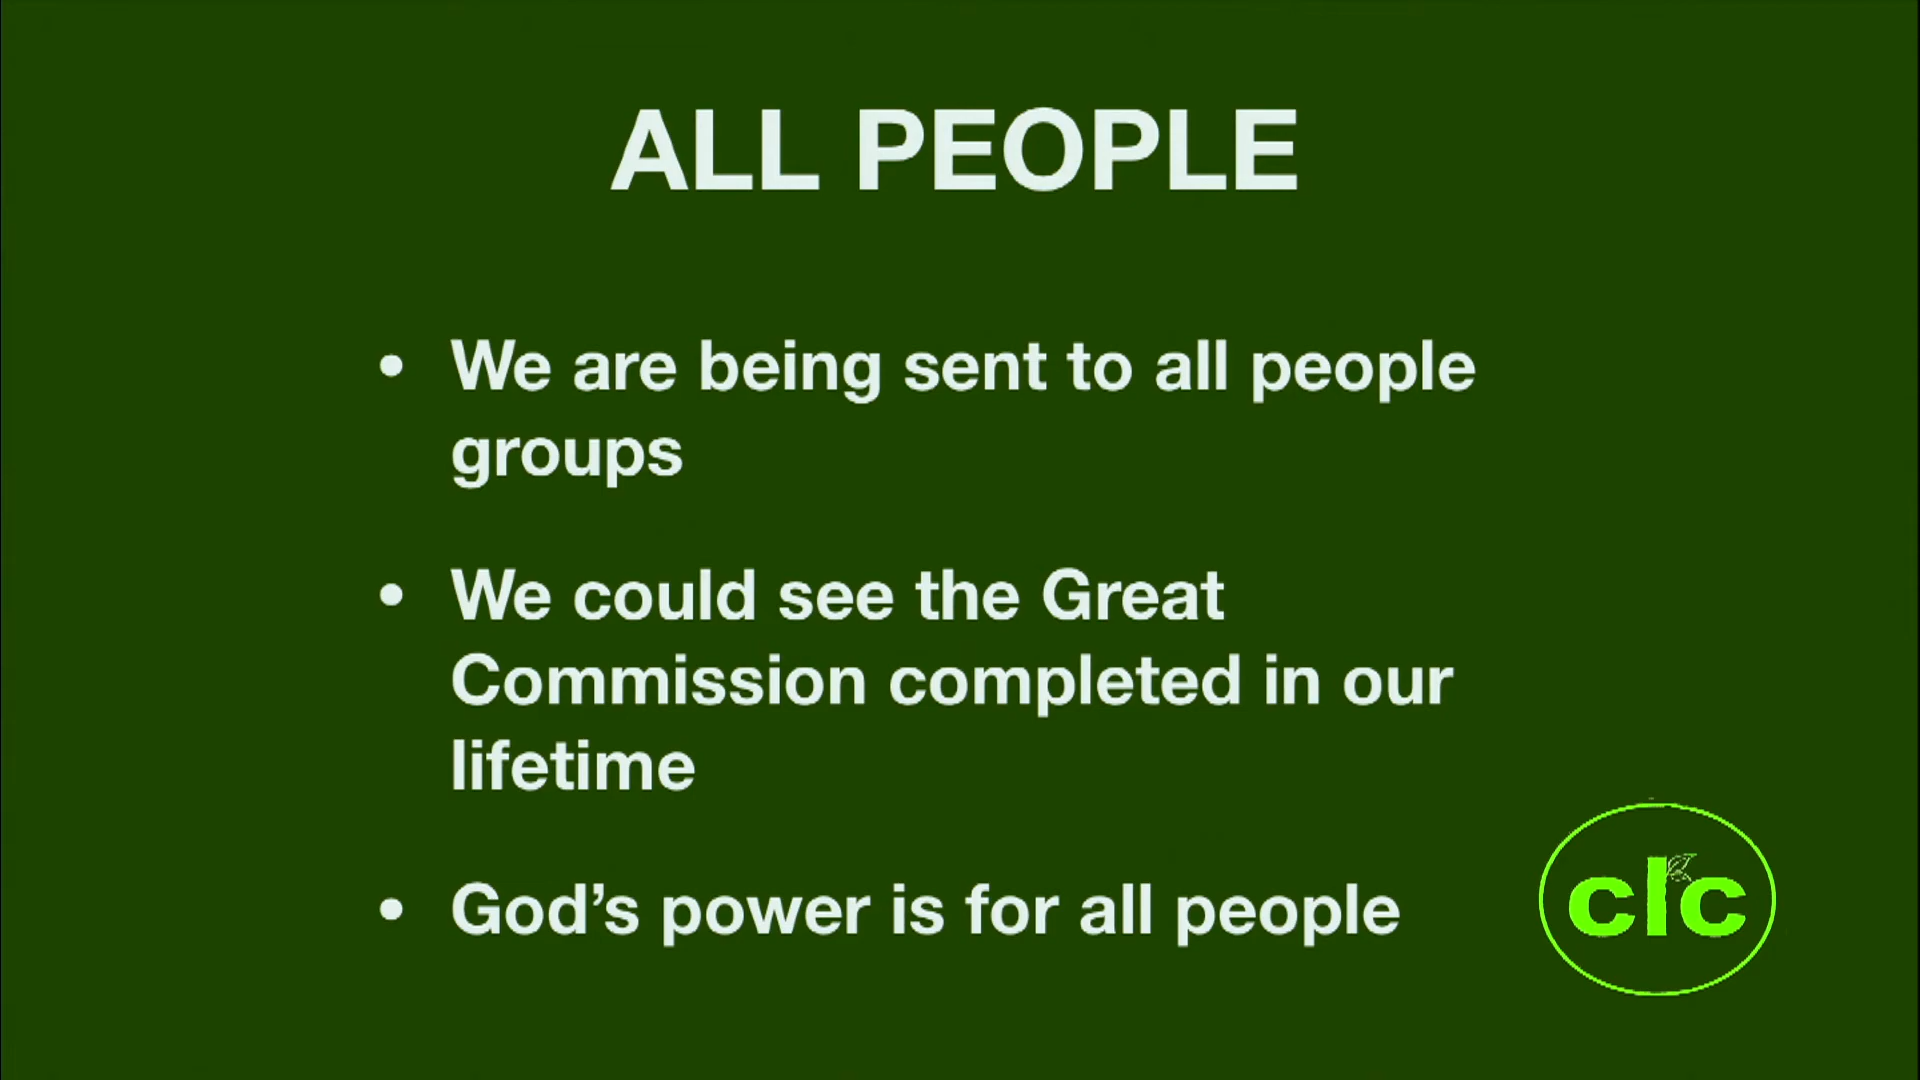 ALL PEOPLE
• We are being sent to all people
groups
• We could see the Great
Commission completed in our
lifetime
• God’s power is for all people
clc